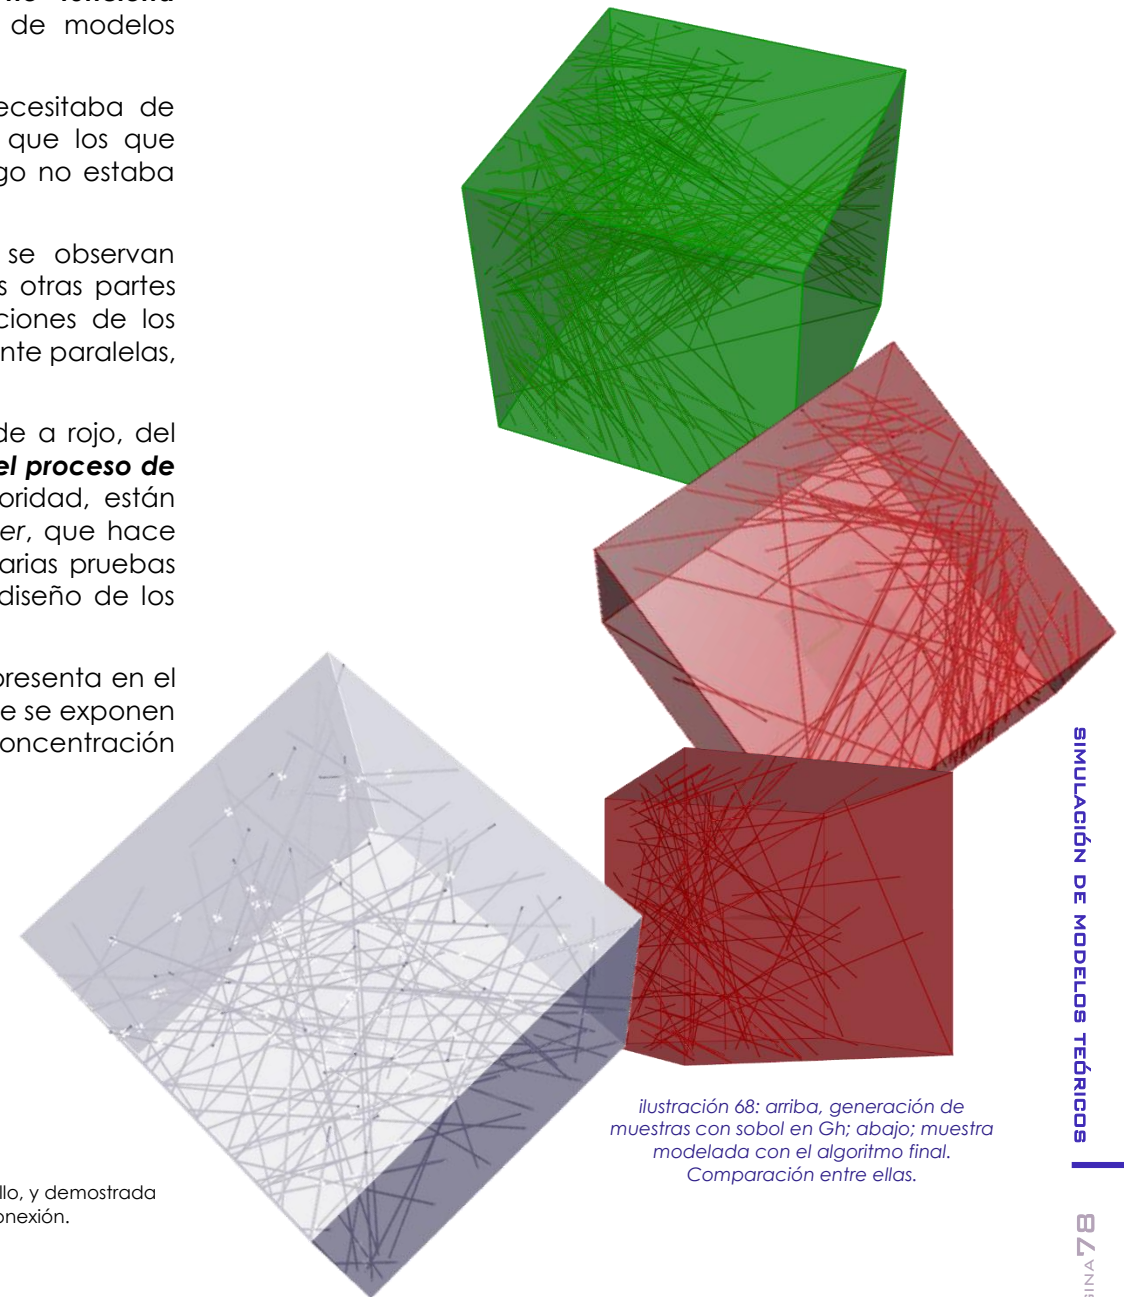 no funciona
de modelos
ecesitaba de
que los que
go no estaba
se observan
s otras partes
ciones de los
nte paralelas,
de a rojo, del
el proceso de
oridad, están
er, que hace
arias pruebas
diseño de los
presenta en el
e se exponen
oncentración
llo, y demostrada
onexión.
ilustración 68: arriba, generación de
muestras con sobol en Gh; abajo; muestra
modelada con el algoritmo final.
Comparación entre ellas.
SIMULACIÓN DE MODELOS TEÓRICOS
GINA 78